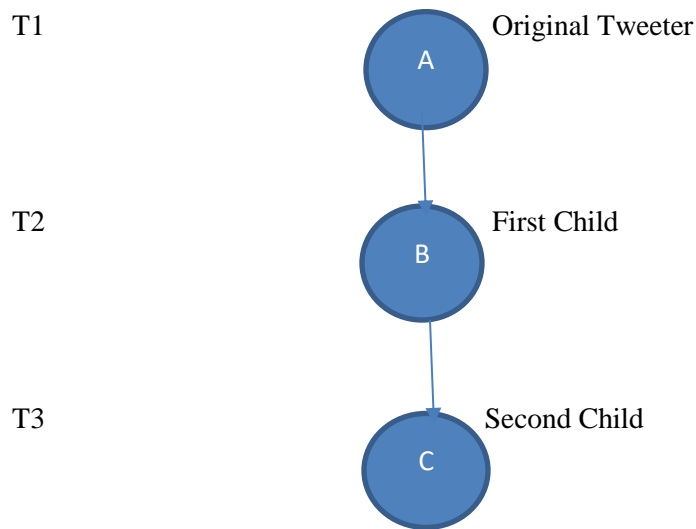 T1 Original Tweeter
A
T2 First Child
B
T3 Second Child
C